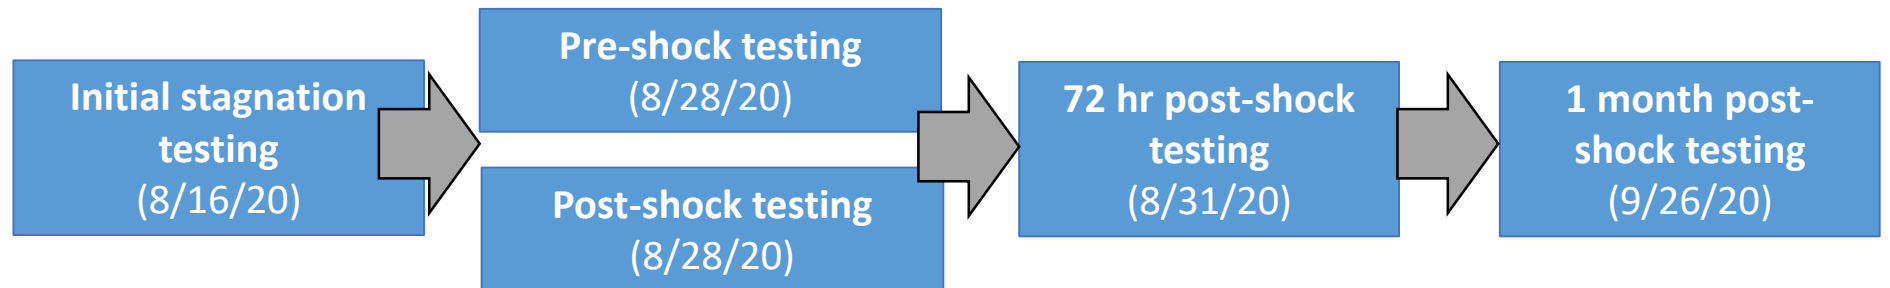 Initial stagnation
testing
(8/16/20)
Pre-shock testing
(8/28/20)
Post-shock testing
(8/28/20)
72 hr post-shock
testing
(8/31/20)
1 month post-
shock testing
(9/26/20)